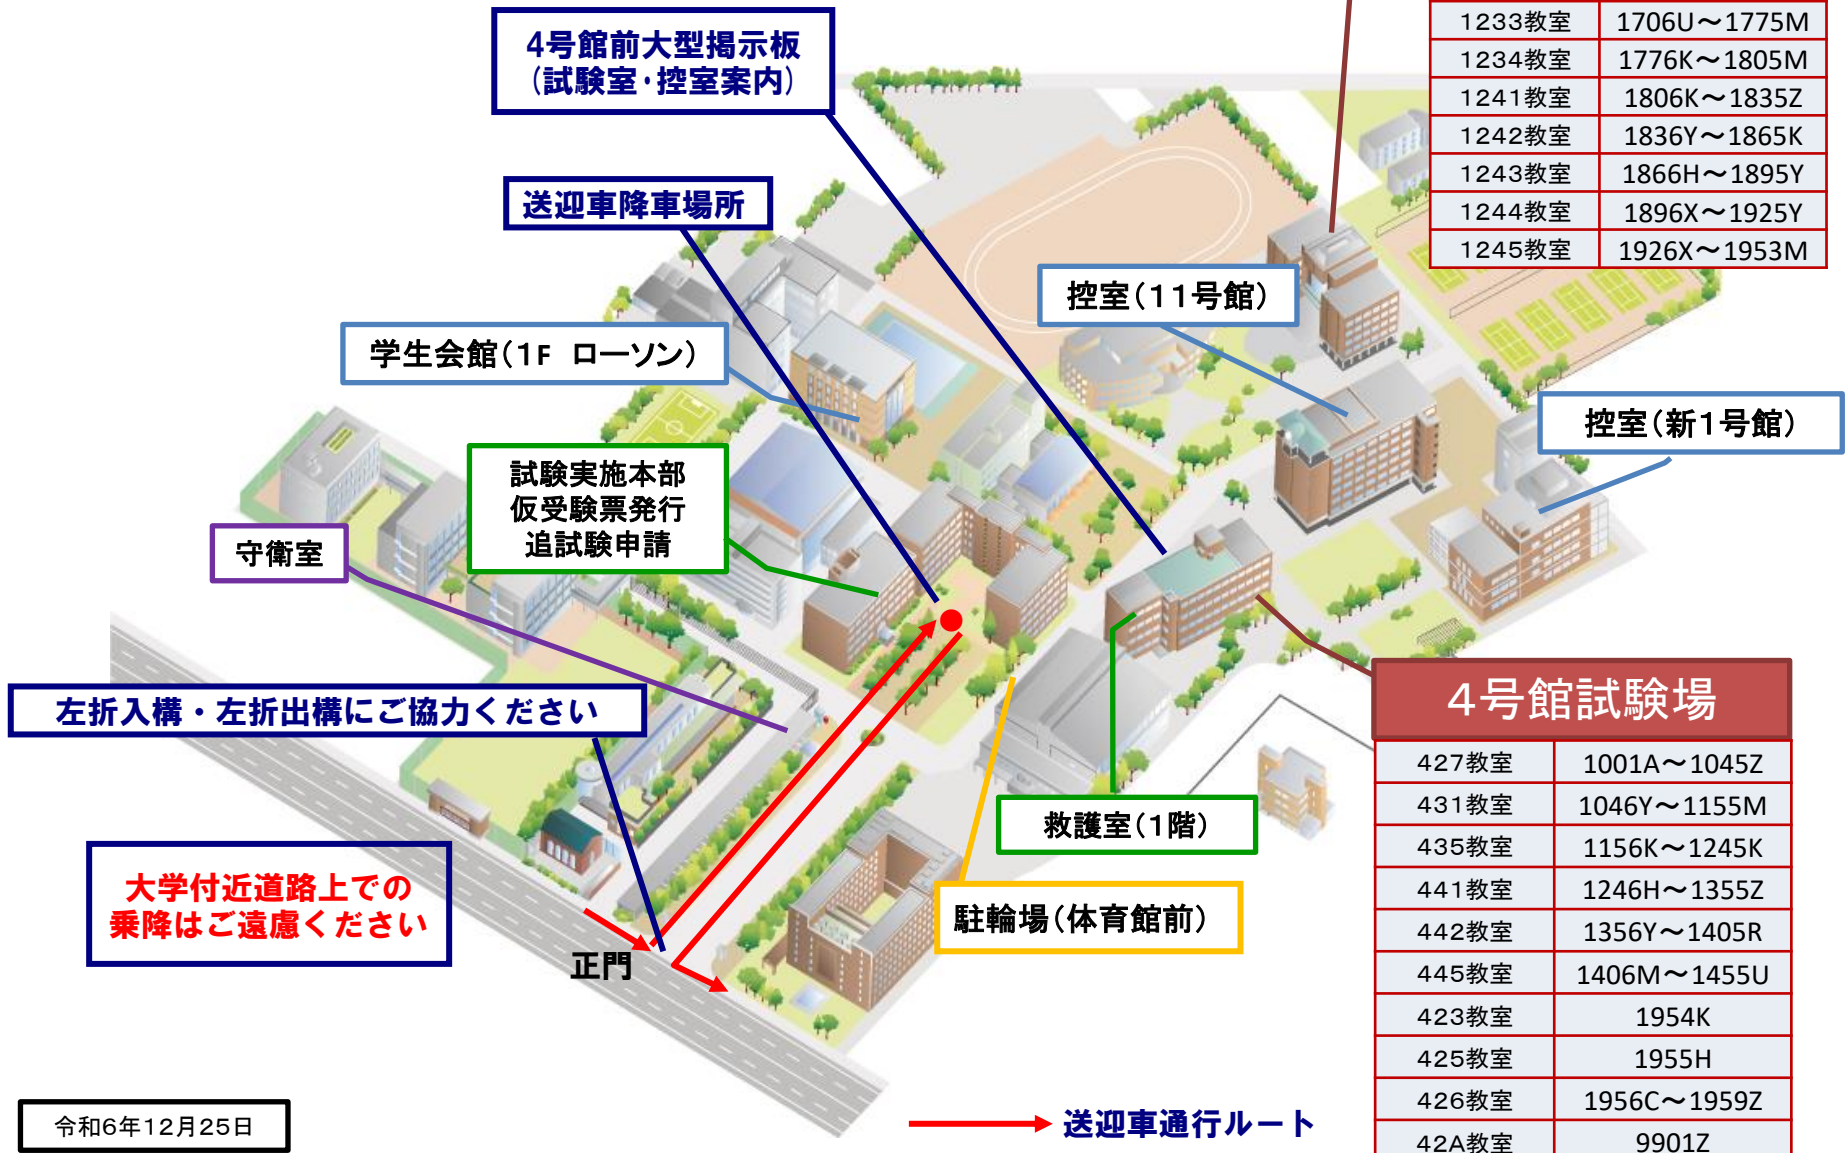 4号館前大型掲示板
(試験室・控室案内)
送迎車降車場所
1233教室 1706U～1775M
1234教室 1776K～1805M
1241教室 1806K～1835Z
1242教室 1836Y～1865K
1243教室 1866H～1895Y
1244教室 1896X～1925Y
1245教室 1926X～1953M
控室(11号館)
学生会館(1F ローソン)
控室(新1号館)
試験実施本部
仮受験票発行
追試験申請
守衛室
左折入構・左折出構にご協力ください
救護室(1階)
大学付近道路上での
乗降はご遠慮ください
駐輪場(体育館前)
正門
4号館試験場
427教室 1001A～1045Z
431教室 1046Y～1155M
435教室 1156K～1245K
441教室 1246H～1355Z
442教室 1356Y～1405R
445教室 1406M～1455U
423教室 1954K
425教室 1955H
426教室 1956C～1959Z
42A教室 9901Z
令和6年12月25日
送迎車通行ルート